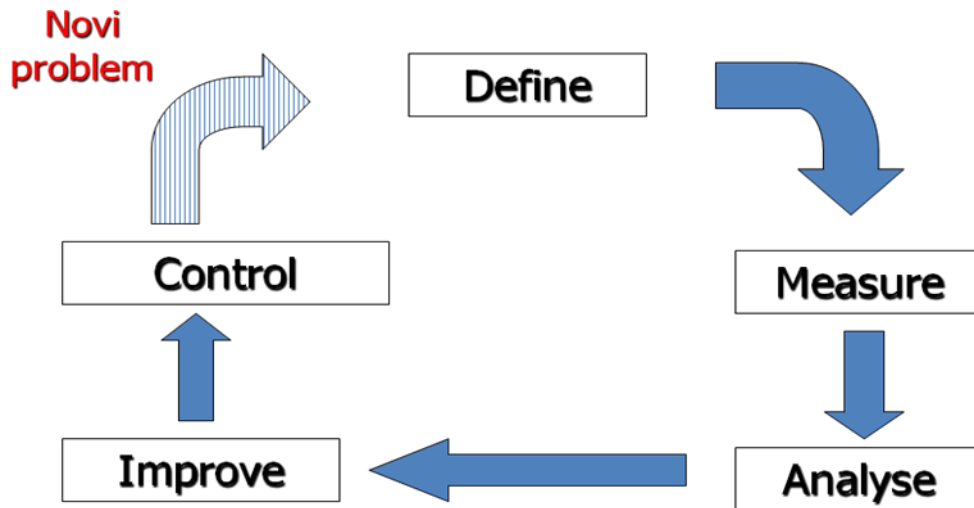 Novi
problem
Define
Control
Measure
Improve
Analyse